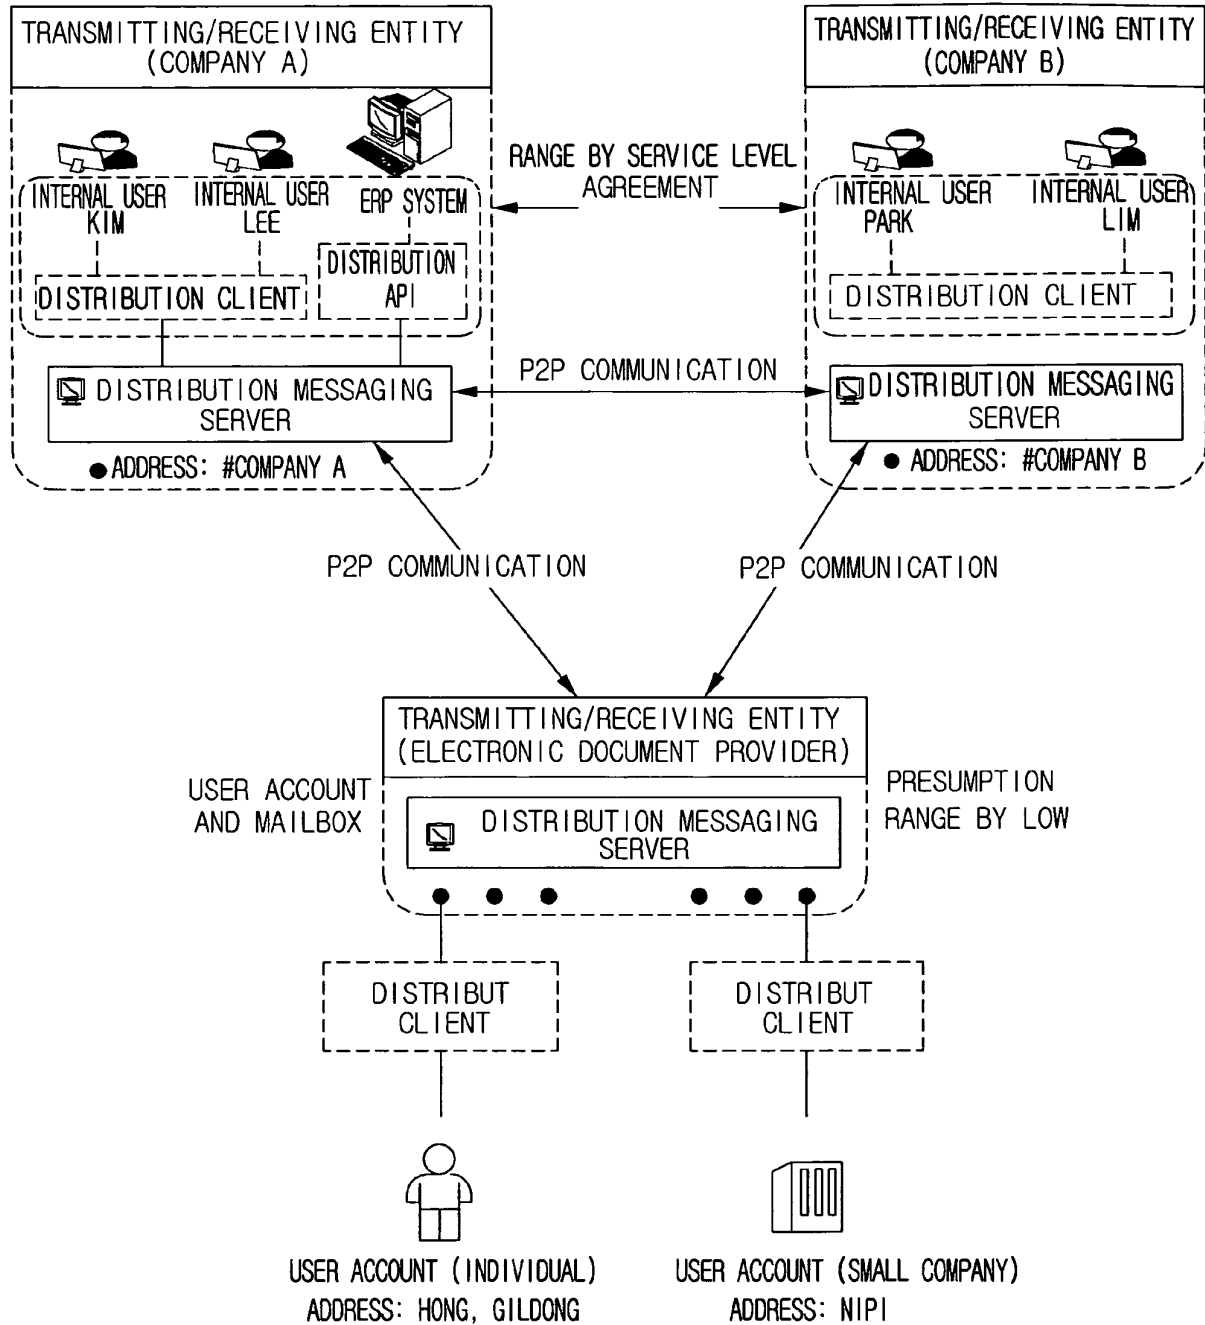 TRANSMITTING/RECEIVING ENTITY
(COMPANY A)
TRANSMITTING/RECEIVING ENTITY
(COMPANY B)
INTERNAL USER
KIM
INTERNAL USER
LEE
ERP SYSTEM
RANGE BY SERVICE LEVEL
AGREEMENT
INTERNAL USER
PARK
INTERNAL USER
LIM
DISTRIBUTION CLIENT
DISTRIBUTION
API
DISTRIBUTION CLIENT
P2P COMMUNICATION
DISTRIBUTION MESSAGING
SERVER
DISTRIBUTION MESSAGING
SERVER
ADDRESS: #COMPANY A
ADDRESS: #COMPANY B
P2P COMMUNICATION
P2P COMMUNICATION
TRANSMITTING/RECEIVING ENTITY
(ELECTRONIC DOCUMENT PROVIDER)
USER ACCOUNT
AND MAILBOX
PRESUMPTION
RANGE BY LOW
DISTRIBUTION MESSAGING
SERVER
DISTRIBUT
CLIENT
DISTRIBUT
CLIENT
USER ACCOUNT (INDIVIDUAL)
ADDRESS: HONG, GILDONG
USER ACCOUNT (SMALL COMPANY)
ADDRESS: NIPI